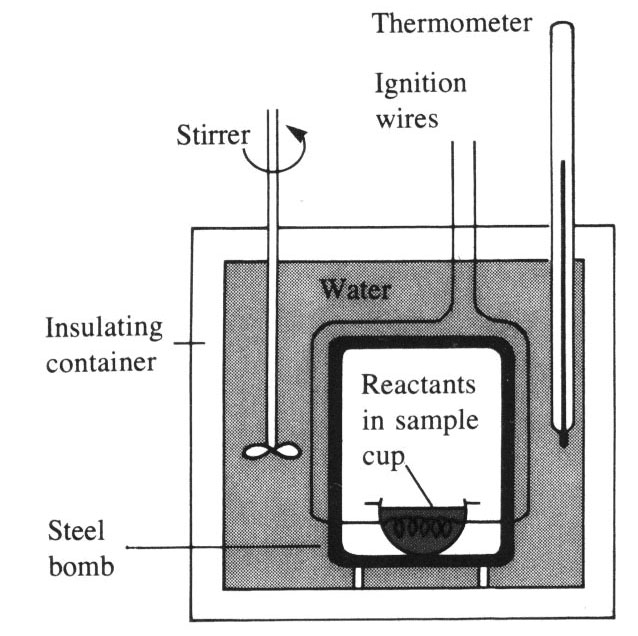 Thermometer
Ignition
wires
Stirrer
Water
Insulating
container
Reactants
in sample
cup
Steel
bomb